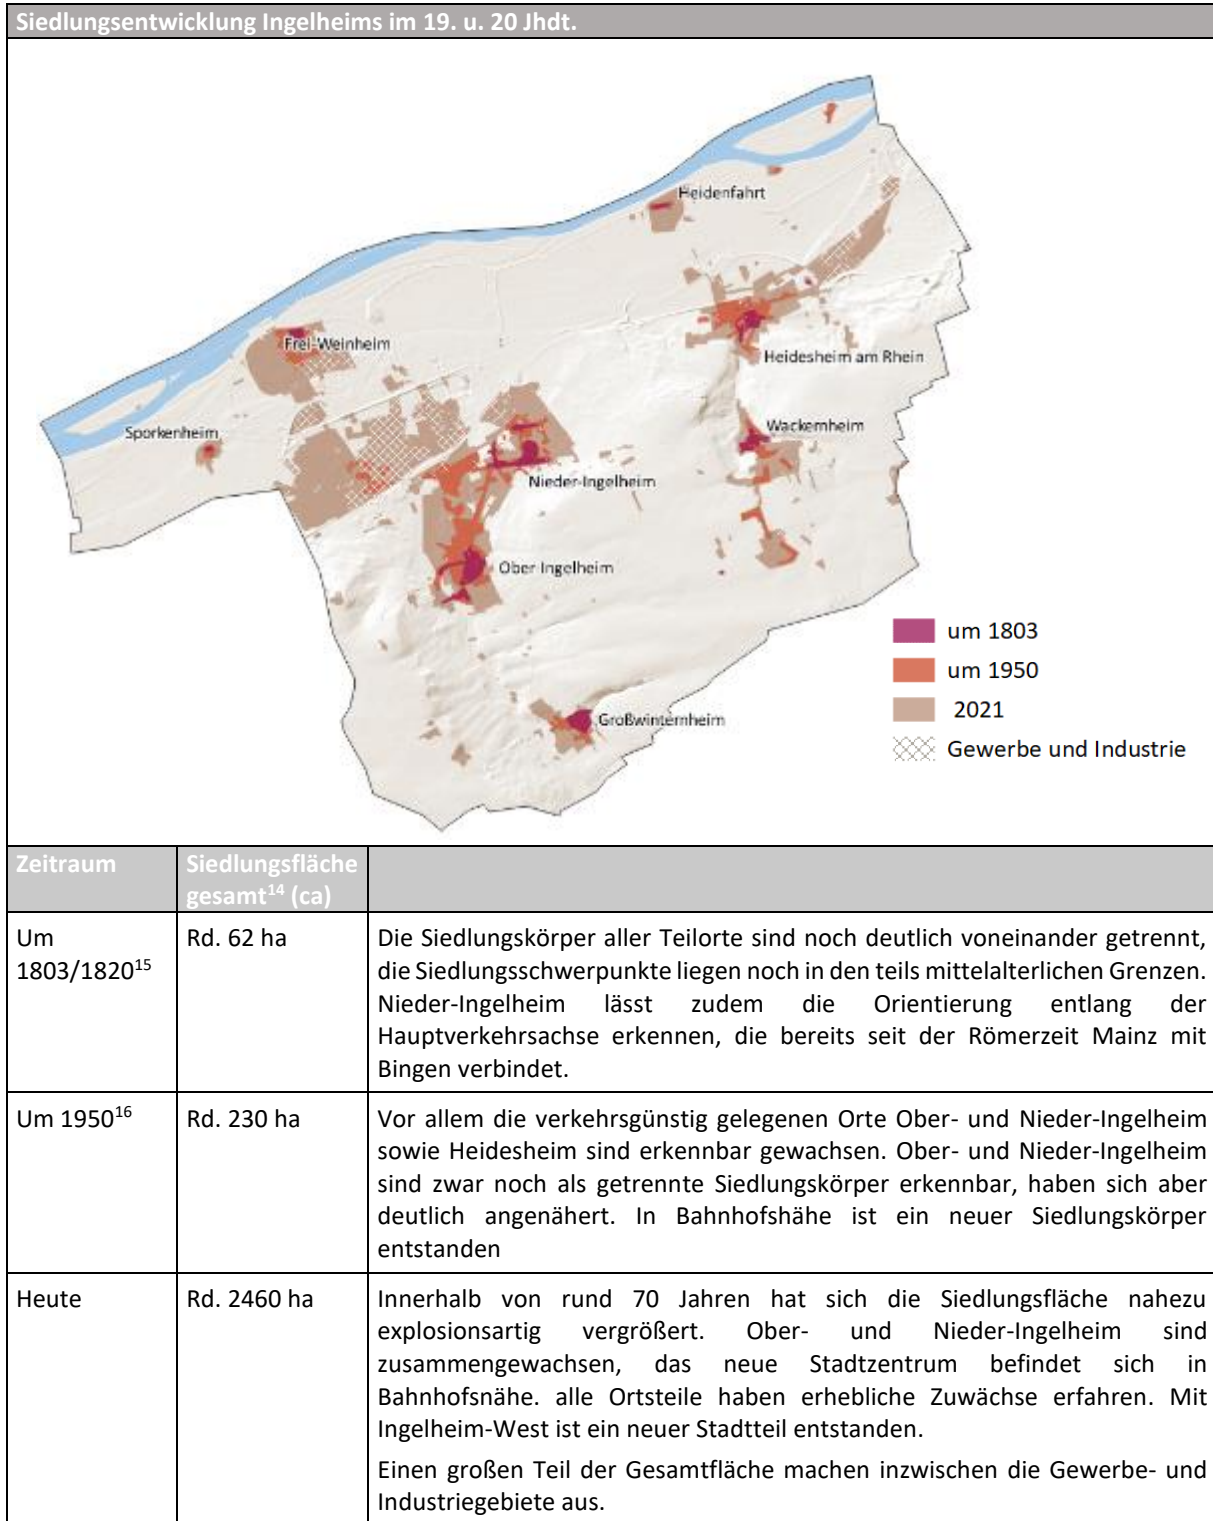 Siedlungsentwicklung Ingelheims im 19. u. 20 Jhdt.
Heidenfahrt
Frei-Weinheim
Heidesheim am Rhein
Sporkenheim
Wackernheim
Nieder-Ingelheim
Ober-Ingelheim
Großwinternheim
um 1803
um 1950
2021
Gewerbe und Industrie
Zeitraum
Siedlungsfläche
gesamt14 (ca)
Um
1803/182015
Rd. 62 ha
Die Siedlungskörper aller Teilorte sind noch deutlich voneinander getrennt,
die Siedlungsschwerpunkte liegen noch in den teils mittelalterlichen Grenzen.
Nieder-Ingelheim lässt zudem die Orientierung entlang der
Hauptverkehrsachse erkennen, die bereits seit der Römerzeit Mainz mit
Bingen verbindet.
Um 195016
Rd. 230 ha
Vor allem die verkehrsgünstig gelegenen Orte Ober- und Nieder-Ingelheim
sowie Heidesheim sind erkennbar gewachsen. Ober- und Nieder-Ingelheim
sind zwar noch als getrennte Siedlungskörper erkennbar, haben sich aber
deutlich angenähert. In Bahnhofshähe ist ein neuer Siedlungskörper
entstanden
Heute
Rd. 2460 ha
Innerhalb von rund 70 Jahren hat sich die Siedlungsfläche nahezu
explosionsartig vergrößert. Ober- und Nieder-Ingelheim sind
zusammengewachsen, das neue Stadtzentrum befindet sich in
Bahnhofsnähe. alle Ortsteile haben erhebliche Zuwächse erfahren. Mit
Ingelheim-West ist ein neuer Stadtteil entstanden.
Einen großen Teil der Gesamtfläche machen inzwischen die Gewerbe- und
Industriegebiete aus.